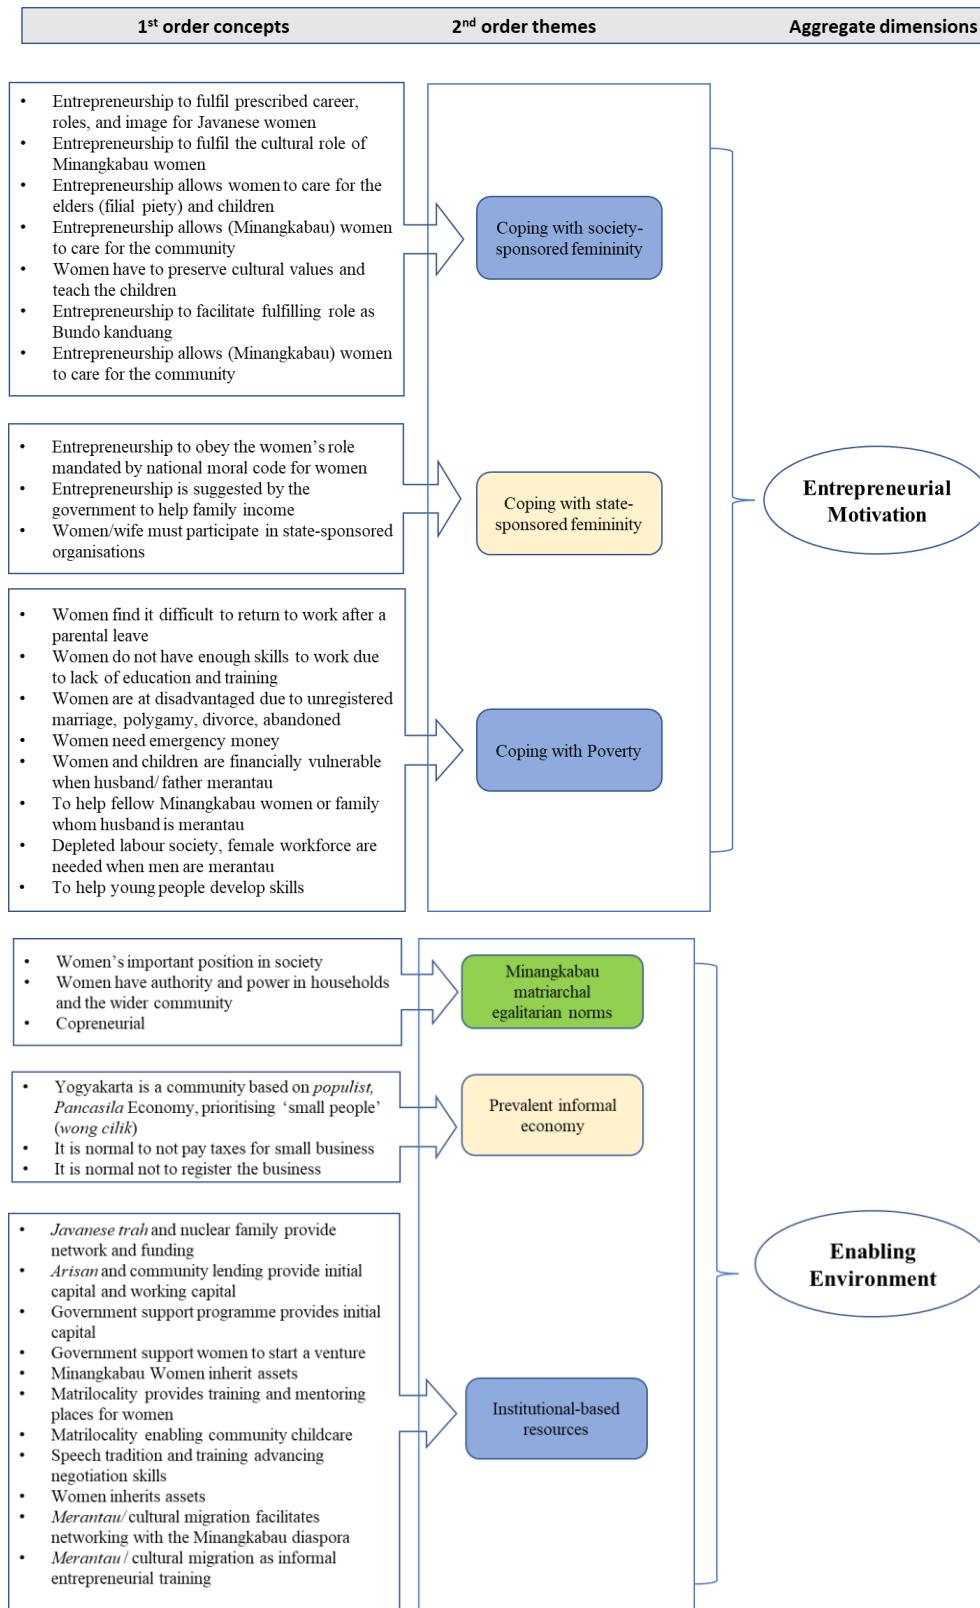 1st order concepts 2nd order themes Aggregate dimensions
• Entrepreneurship to fulfil prescribed career,
roles, and image for Javanese women
• Entrepreneurship to fulfil the cultural role of
Minangkabau women
• Entrepreneurship allows women to care for the
elders (filial piety) and children
• Entrepreneurship allows (Minangkabau) women
to care for the community
• Women have to preserve cultural values and
teach the children
• Entrepreneurship to facilitate fulfilling role as
Bundo kanduang
• Entrepreneurship allows (Minangkabau) women
to care for the community
Coping with society-
sponsored femininity
• Entrepreneurship to obey the women's role
mandated by national moral code for women
• Entrepreneurship is suggested by the
government to help family income
• Women/wife must participate in state-sponsored
organisations
Coping with state-
sponsored femininity
• Women find it difficult to return to work after a
parental leave
• Women do not have enough skills to work due
to lack of education and training
• Women are at disadvantaged due to unregistered
marriage, polygamy, divorce, abandoned
• Women need emergency money
• Women and children are financially vulnerable
when husband/ father merantau
• To help fellow Minangkabau women or family
whom husband is merantau
• Depleted labour society, female workforce are
needed when men are merantau
• To help young people develop skills
Coping with Poverty
Entrepreneurial
Motivation
• Women's important position in society
• Women have authority and power in households
and the wider community
• Copreneurial
Minangkabau
matriarchal
egalitarian norms
• Yogyakarta is a community based on populist,
Pancasila Economy, prioritising ‘small people’
(wong cilik)
• It is normal to not pay taxes for small business
• It is normal not to register the business
Prevalent informal
economy
• Javanese trah and nuclear family provide
network and funding
• Arisan and community lending provide initial
capital and working capital
• Government support programme provides initial
capital
• Government support women to start a venture
• Minangkabau Women inherit assets
• Matrilocality provides training and mentoring
places for women
• Matrilocality enabling community childcare
• Speech tradition and training advancing
negotiation skills
• Women inherits assets
• Merantau/ cultural migration facilitates
networking with the Minangkabau diaspora
• Merantau / cultural migration as informal
entrepreneurial training
Institutional-based
resources
Enabling
Environment